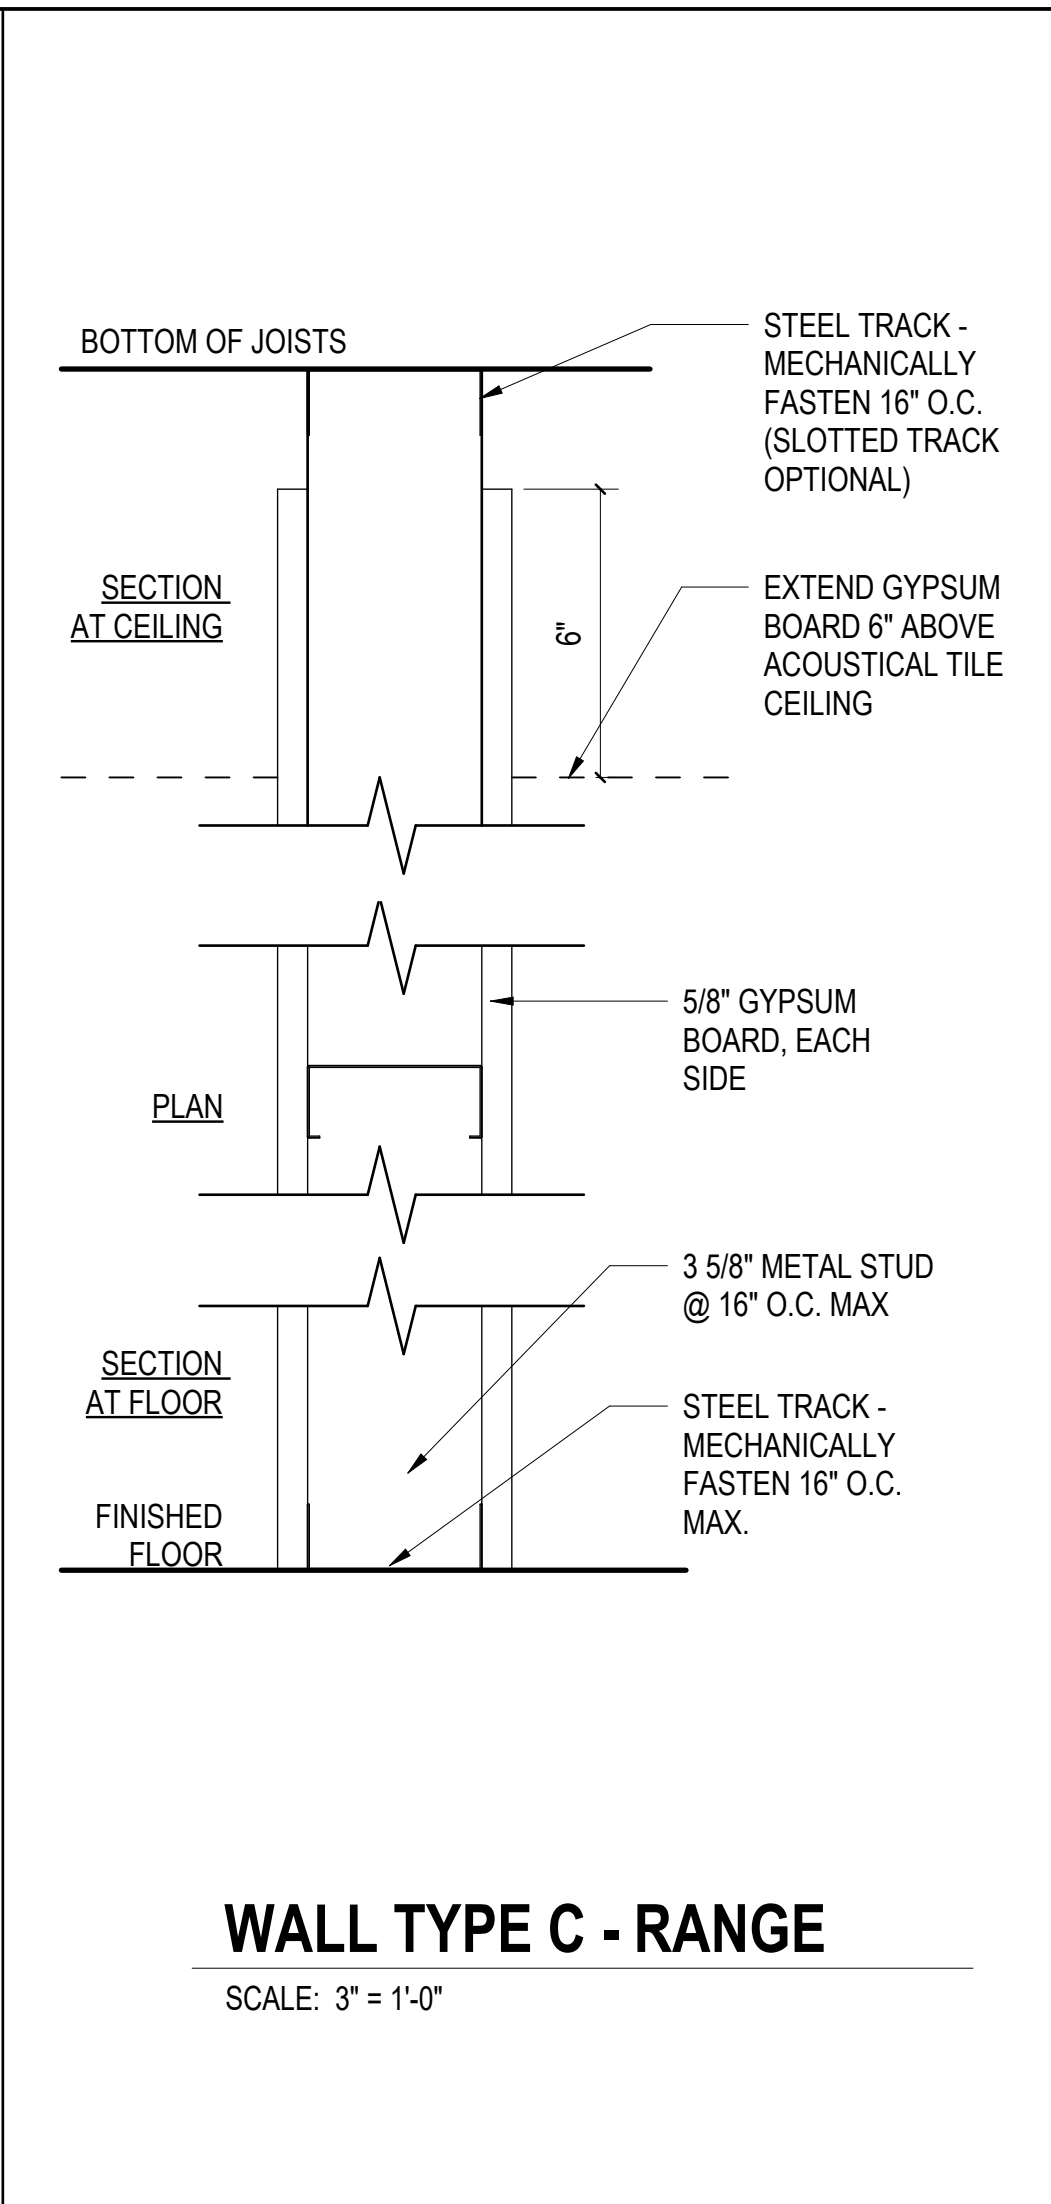 BOTTOM OF JOISTS
STEEL TRACK -
MECHANICALLY
FASTEN 16" O.C.
(SLOTTED TRACK
OPTIONAL)
SECTION
AT CEILING
6"
EXTEND GYPSUM
BOARD 6" ABOVE
ACOUSTICAL TILE
CEILING
5/8" GYPSUM
BOARD, EACH
SIDE
PLAN
3 5/8" METAL STUD
@ 16" O.C. MAX
SECTION
AT FLOOR
STEEL TRACK -
MECHANICALLY
FASTEN 16" O.C.
MAX.
FINISHED
FLOOR
WALL TYPE C - RANGE
SCALE: 3" = 1'-0"